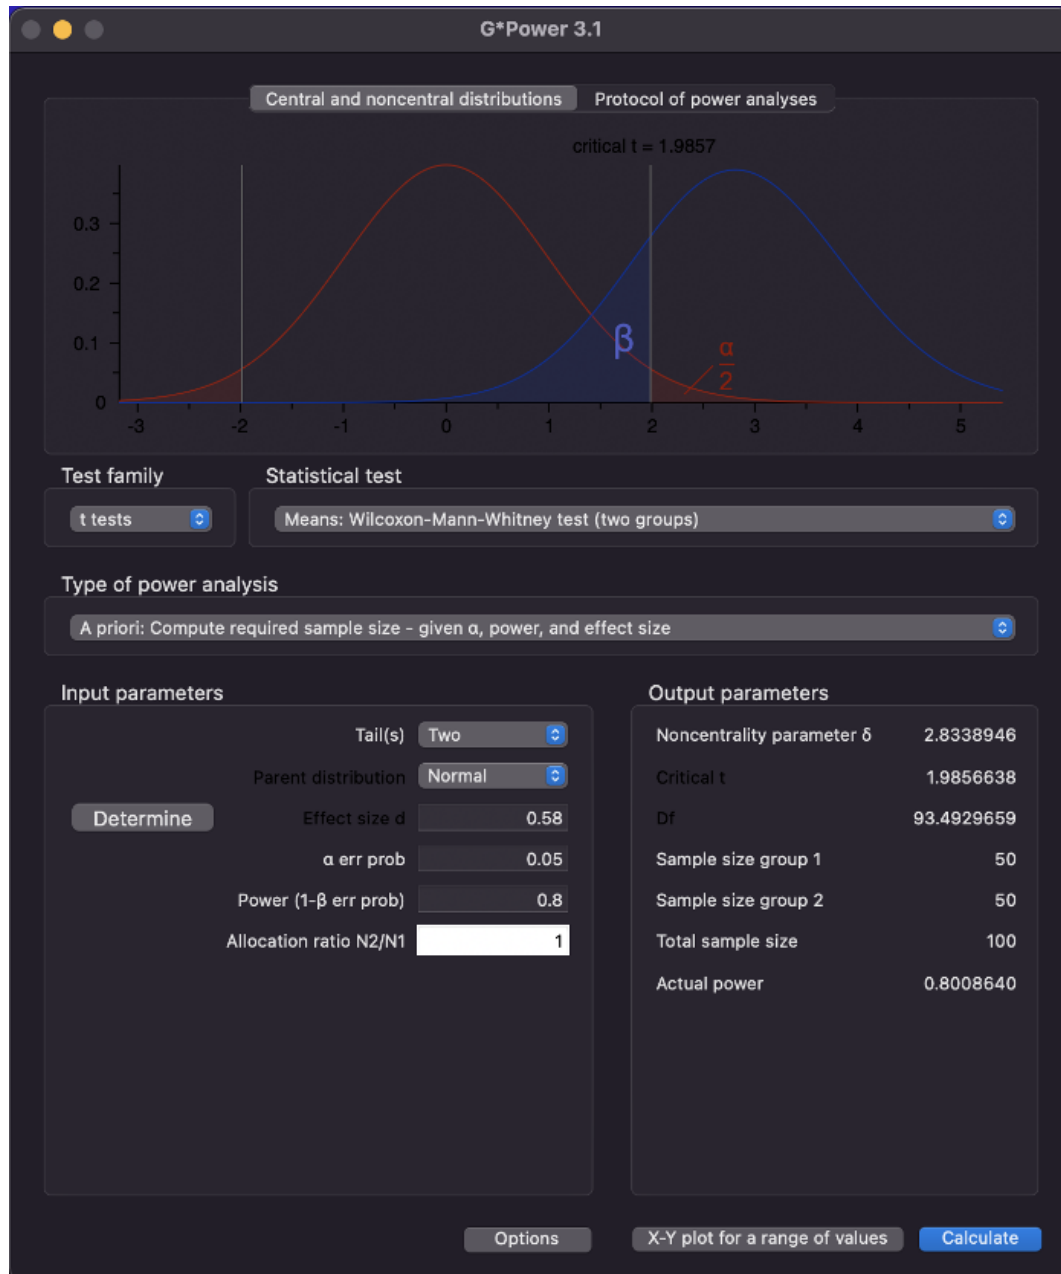 G*Power 3.1
Central and noncentral distributions Protocol of power analyses
critical t = 1.9857
0.3
0.2
0.1
0
β
α
2
-3 -2 -1 0 1 2 3 4 5
Test family Statistical test
t tests Means: Wilcoxon-Mann-Whitney test (two groups)
Type of power analysis
A priori: Compute required sample size - given α, power, and effect size
Input parameters
Tail(s) Two
Parent distribution Normal
Determine Effect size d 0.58
α err prob 0.05
Power (1-β err prob) 0.8
Allocation ratio N2/N1 1
Output parameters
Noncentrality parameter δ 2.8338946
Critical t 1.9856638
Df 93.4929659
Sample size group 1 50
Sample size group 2 50
Total sample size 100
Actual power 0.8008640
Options X-Y plot for a range of values Calculate